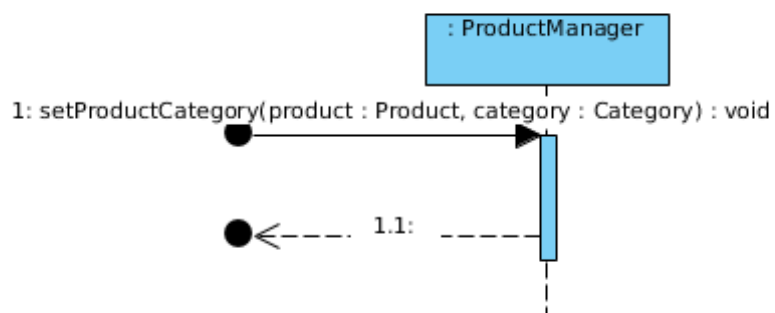 : ProductManager
1: setProductCategory(product : Product, category : Category) : void
1.1: